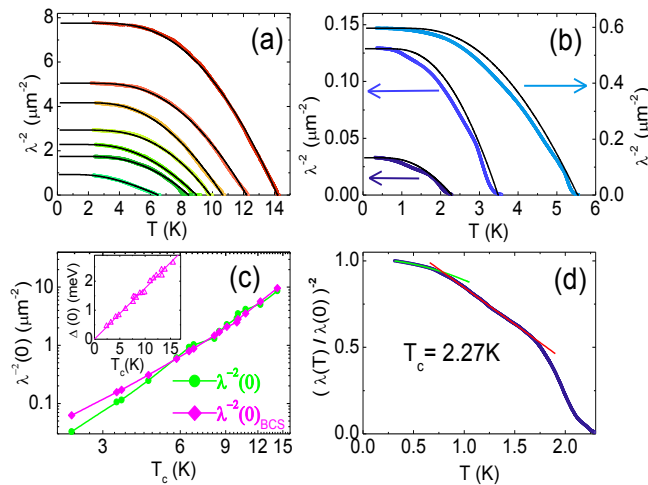 (a)
8
6
4
2
0
λ⁻² (μm⁻²)
0 2 4 6 8 10 12 14
T (K)
(b)
0.15
0.10
0.05
0.00
λ⁻² (μm⁻²)
0.6
0.4
0.2
0.0
λ⁻² (μm⁻²)
0 1 2 3 4 5 6
T (K)
(c)
10
1
0.1
λ⁻²(0) (μm⁻²)
2
0
Δ (0) (meV)
0 5 10 15
T_c(K)
λ⁻²(0)
λ⁻²(0)_BCS
3 6 9 12 15
T_c (K)
(d)
1.0
0.5
0.0
( λ(T) / λ(0) )⁻²
T_c = 2.27K
0.0 0.5 1.0 1.5 2.0
T (K)